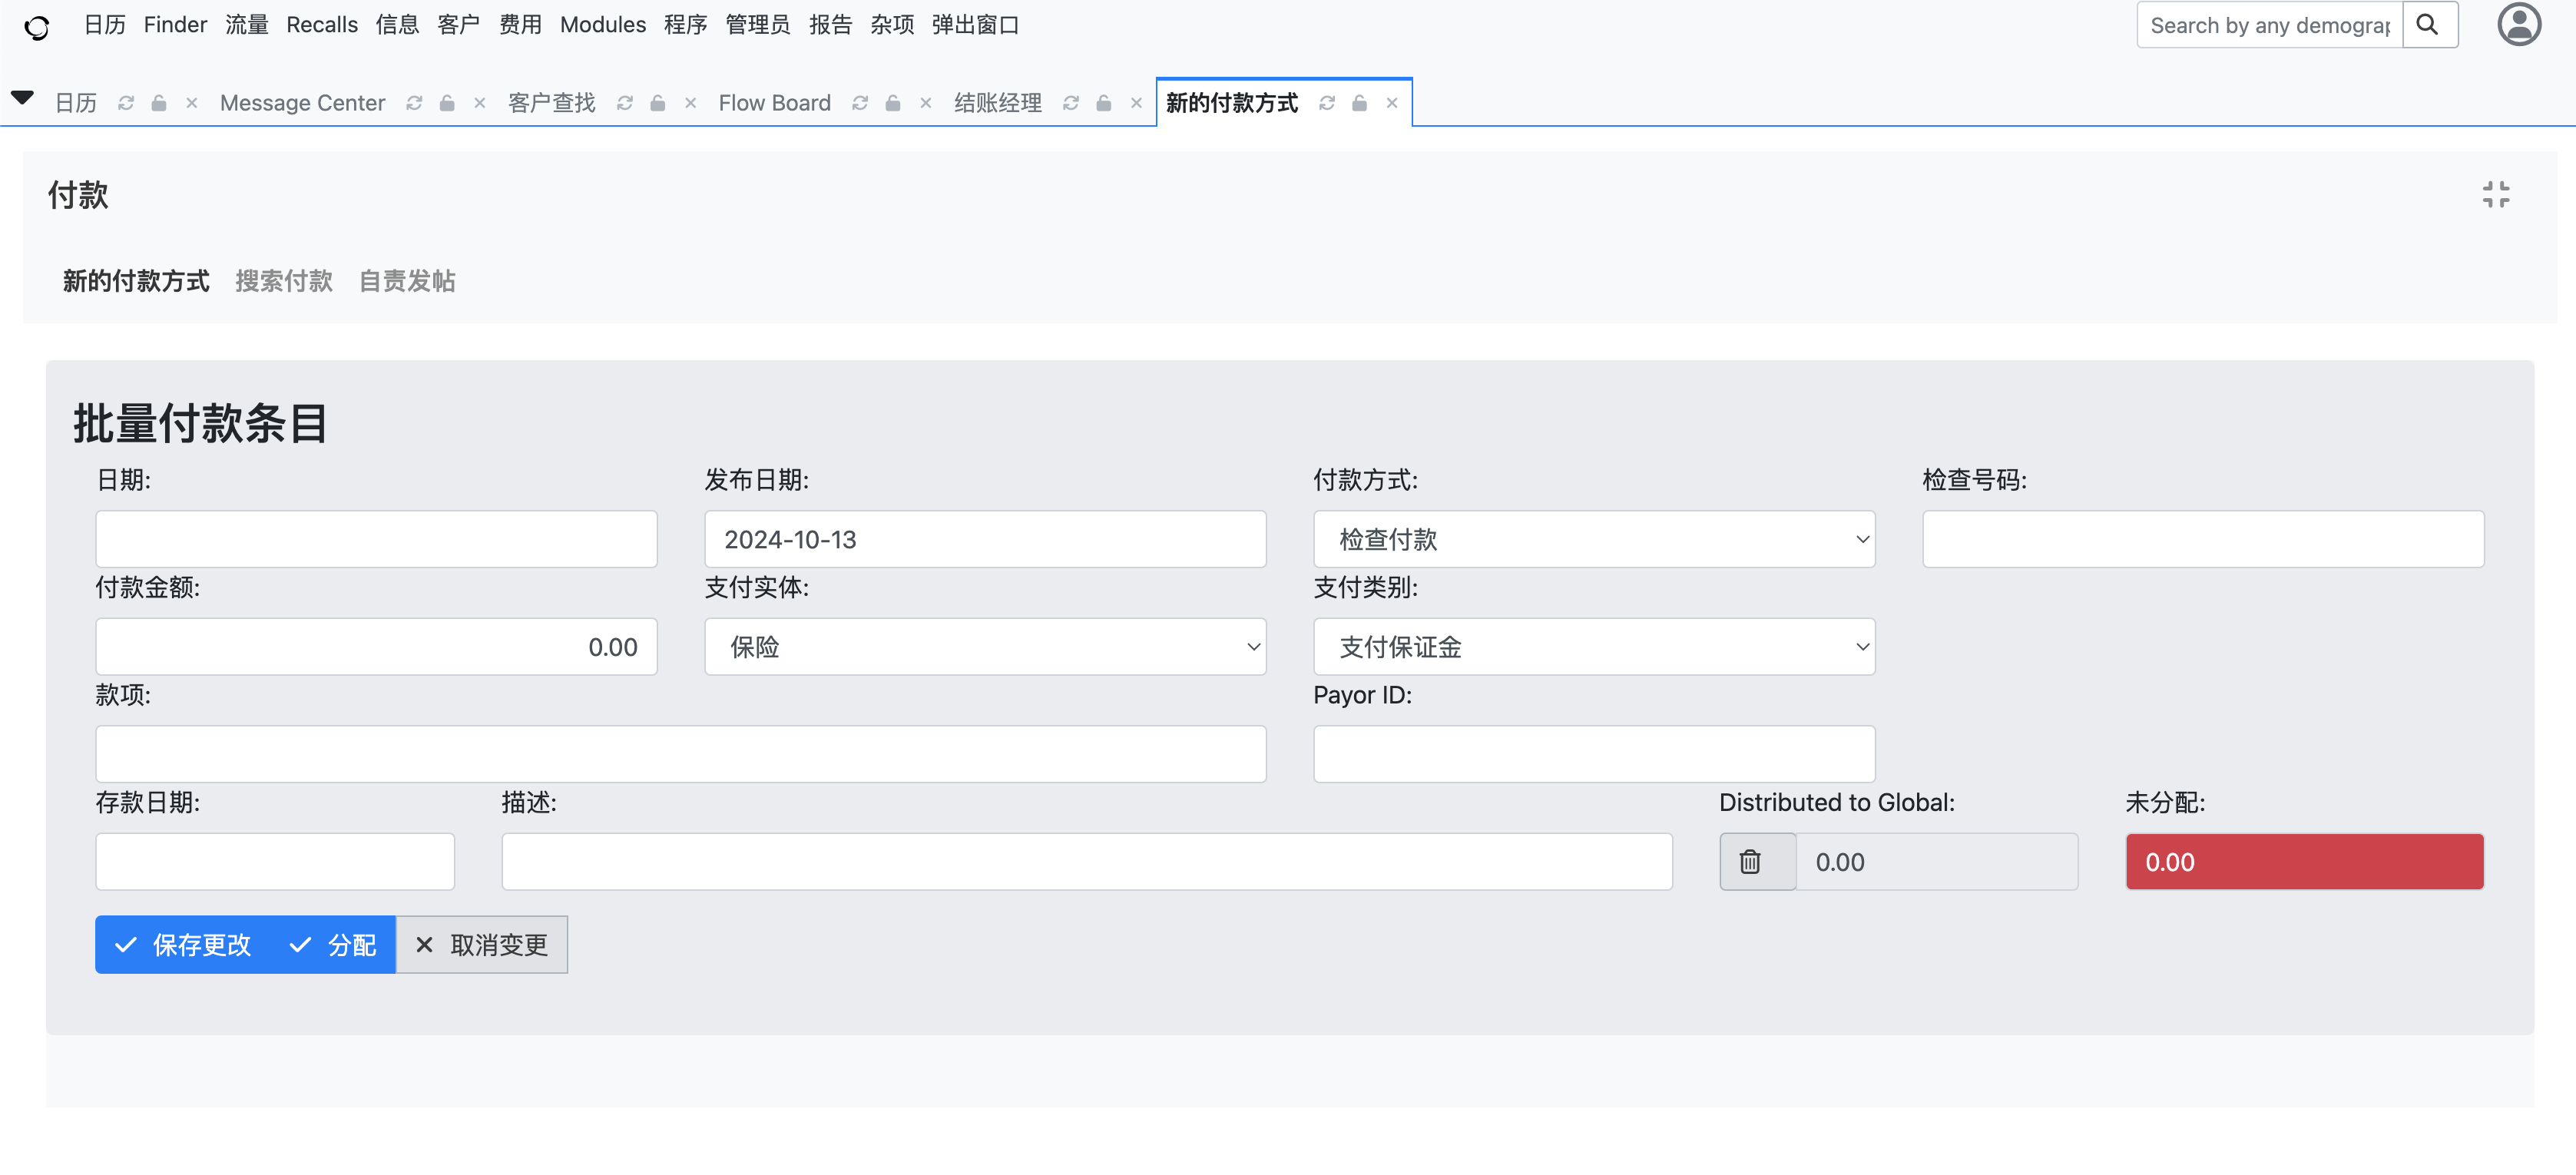 日历 Finder 流量 Recalls 信息 客户 费用 Modules 程序 管理员 报告 杂项 弹出窗口 Search by any demograp
日历 Message Center 客户查找 Flow Board 结账经理 新的付款方式
付款
新的付款方式 搜索付款 自责发帖
批量付款条目
日期: 发布日期: 付款方式: 检查号码:
2024-10-13 检查付款
付款金额: 支付实体: 支付类别:
0.00 保险 支付保证金
款项: Payor ID:
存款日期: 描述: Distributed to Global: 未分配:
0.00 0.00
保存更改 分配 取消变更